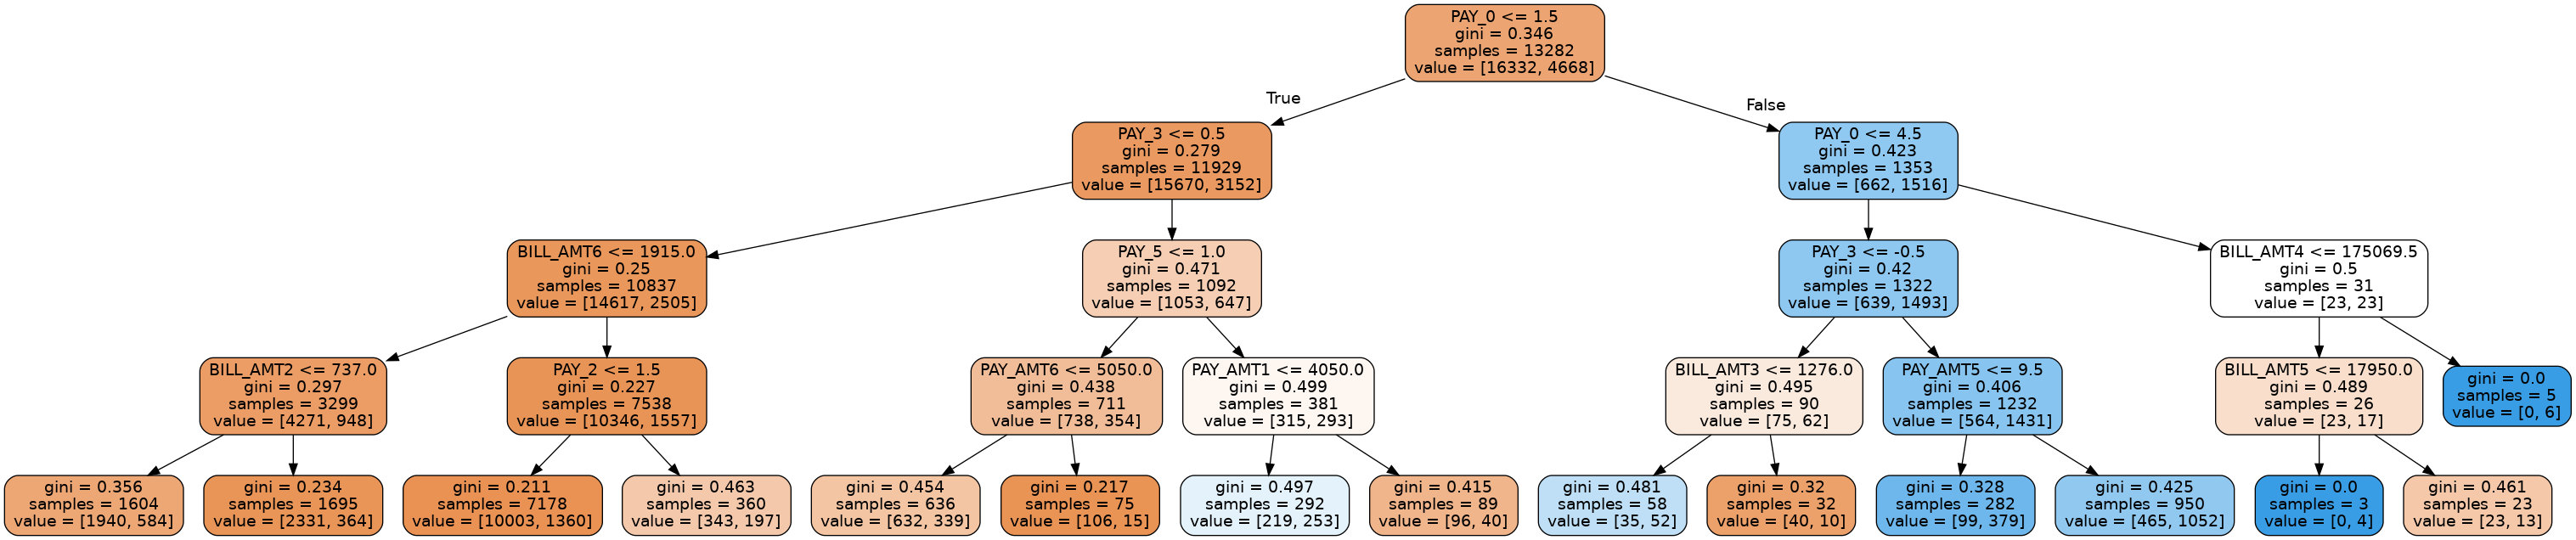 PAY_0 <= 1.5
gini = 0.346
samples = 13282
value = [16332, 4668]
True
False
PAY_3 <= 0.5
gini = 0.279
samples = 11929
value = [15670, 3152]
PAY_0 <= 4.5
gini = 0.423
samples = 1353
value = [662, 1516]
BILL_AMT6 <= 1915.0
gini = 0.25
samples = 10837
value = [14617, 2505]
PAY_5 <= 1.0
gini = 0.471
samples = 1092
value = [1053, 647]
PAY_3 <= -0.5
gini = 0.42
samples = 1322
value = [639, 1493]
BILL_AMT4 <= 175069.5
gini = 0.5
samples = 31
value = [23, 23]
BILL_AMT2 <= 737.0
gini = 0.297
samples = 3299
value = [4271, 948]
PAY_2 <= 1.5
gini = 0.227
samples = 7538
value = [10346, 1557]
PAY_AMT6 <= 5050.0
gini = 0.438
samples = 711
value = [738, 354]
PAY_AMT1 <= 4050.0
gini = 0.499
samples = 381
value = [315, 293]
BILL_AMT3 <= 1276.0
gini = 0.495
samples = 90
value = [75, 62]
PAY_AMT5 <= 9.5
gini = 0.406
samples = 1232
value = [564, 1431]
BILL_AMT5 <= 17950.0
gini = 0.489
samples = 26
value = [23, 17]
gini = 0.0
samples = 5
value = [0, 6]
gini = 0.356
samples = 1604
value = [1940, 584]
gini = 0.234
samples = 1695
value = [2331, 364]
gini = 0.211
samples = 7178
value = [10003, 1360]
gini = 0.463
samples = 360
value = [343, 197]
gini = 0.454
samples = 636
value = [632, 339]
gini = 0.217
samples = 75
value = [106, 15]
gini = 0.497
samples = 292
value = [219, 253]
gini = 0.415
samples = 89
value = [96, 40]
gini = 0.481
samples = 58
value = [35, 52]
gini = 0.32
samples = 32
value = [40, 10]
gini = 0.328
samples = 282
value = [99, 379]
gini = 0.425
samples = 950
value = [465, 1052]
gini = 0.0
samples = 3
value = [0, 4]
gini = 0.461
samples = 23
value = [23, 13]